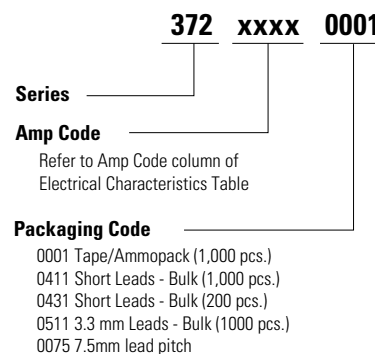 372 xxxx 0001
Series
Amp Code
Refer to Amp Code column of
Electrical Characteristics Table
Packaging Code
0001 Tape/Ammopack (1,000 pcs.)
0411 Short Leads - Bulk (1,000 pcs.)
0431 Short Leads - Bulk (200 pcs.)
0511 3.3 mm Leads - Bulk (1000 pcs.)
0075 7.5mm lead pitch